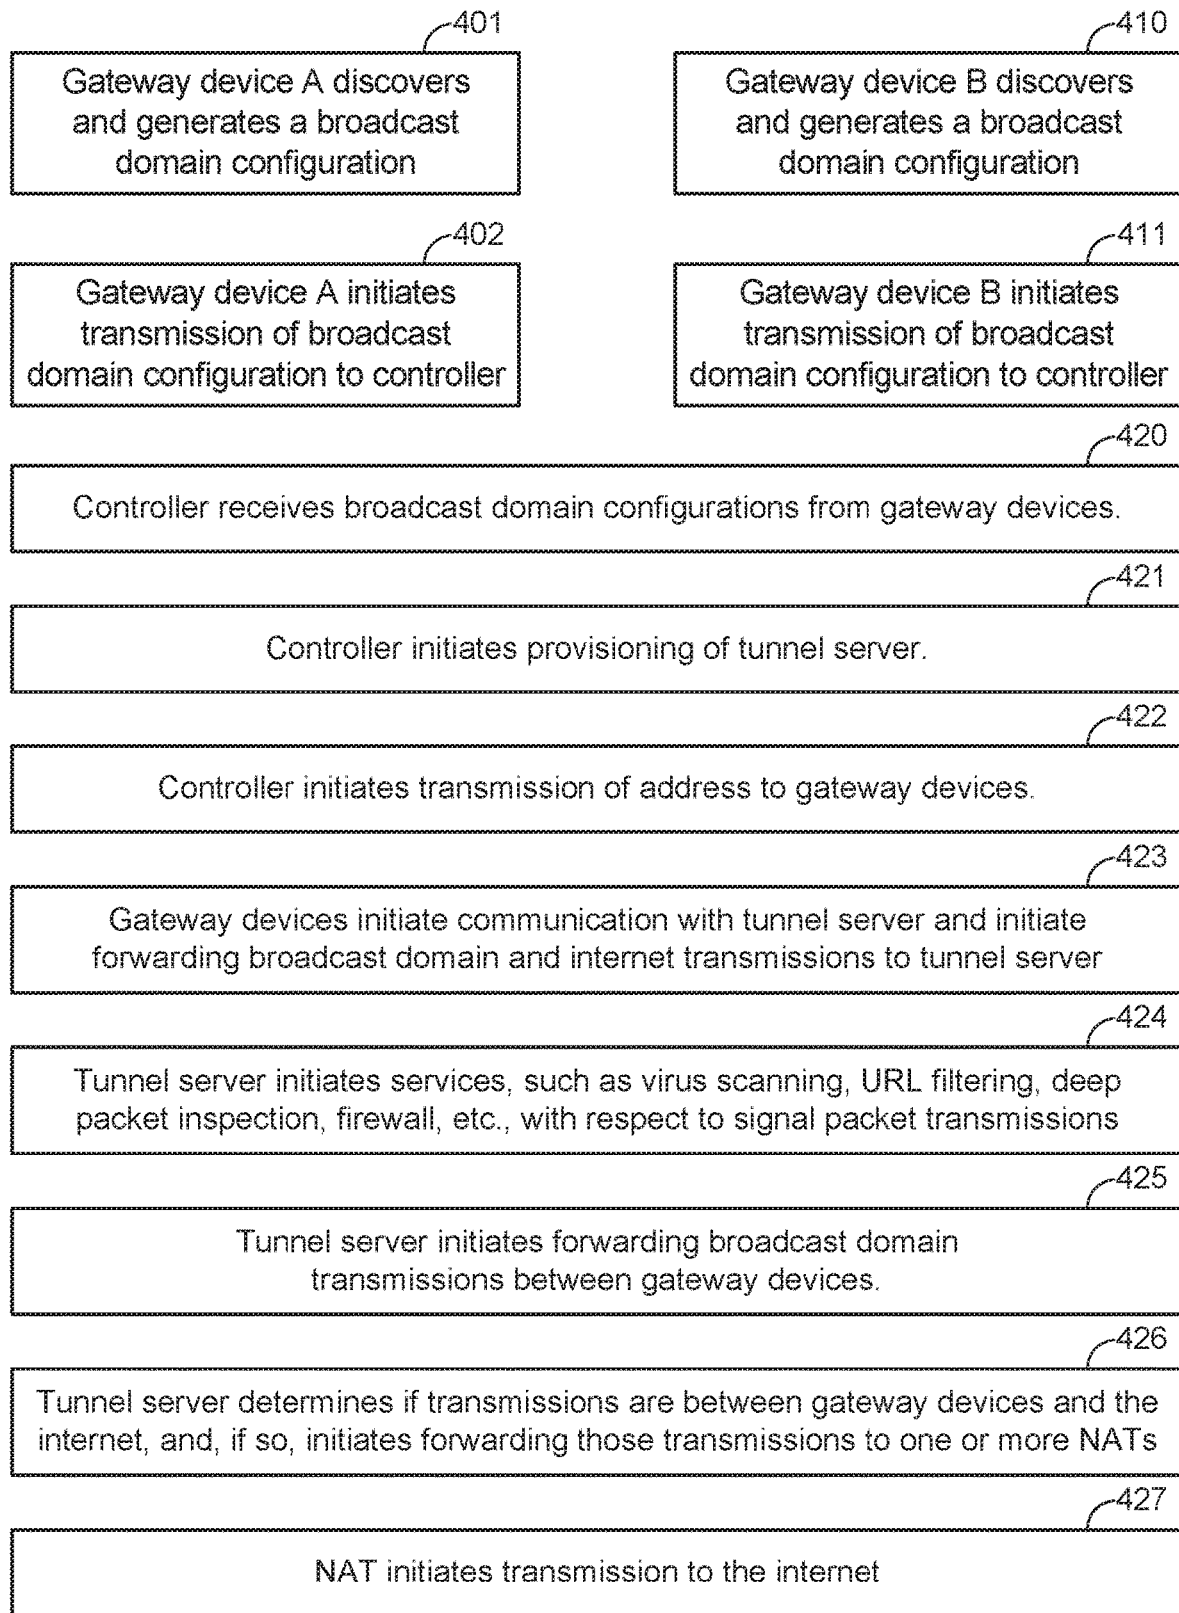 401
Gateway device A discovers
and generates a broadcast
domain configuration
410
Gateway device B discovers
and generates a broadcast
domain configuration
402
Gateway device A initiates
transmission of broadcast
domain configuration to controller
411
Gateway device B initiates
transmission of broadcast
domain configuration to controller
420
Controller receives broadcast domain configurations from gateway devices.
421
Controller initiates provisioning of tunnel server.
422
Controller initiates transmission of address to gateway devices.
423
Gateway devices initiate communication with tunnel server and initiate
forwarding broadcast domain and internet transmissions to tunnel server
424
Tunnel server initiates services, such as virus scanning, URL filtering, deep
packet inspection, firewall, etc., with respect to signal packet transmissions
425
Tunnel server initiates forwarding broadcast domain
transmissions between gateway devices.
426
Tunnel server determines if transmissions are between gateway devices and the
internet, and, if so, initiates forwarding those transmissions to one or more NATs
427
NAT initiates transmission to the internet